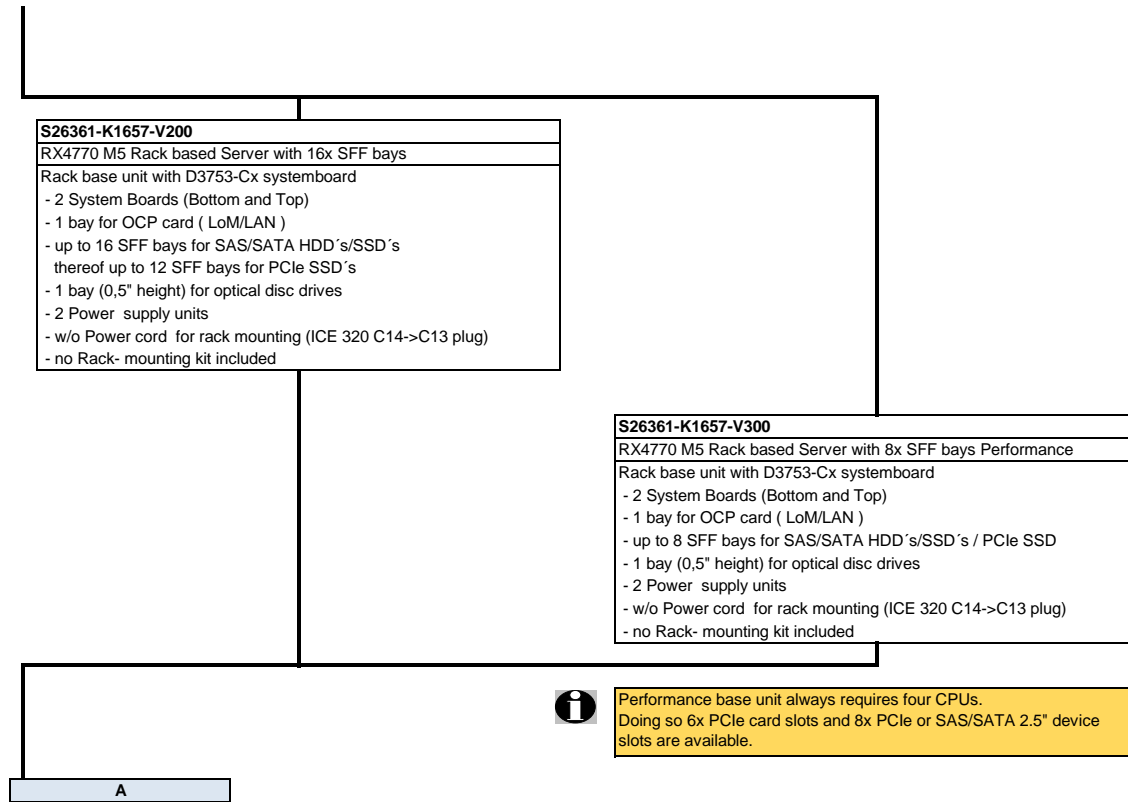 S26361-K1657-V200
RX4770 M5 Rack based Server with 16x SFF bays
Rack base unit with D3753-Cx systemboard
- 2 System Boards (Bottom and Top)
- 1 bay for OCP card ( LoM/LAN )
- up to 16 SFF bays for SAS/SATA HDD´s/SSD´s
thereof up to 12 SFF bays for PCIe SSD´s
- 1 bay (0,5" height) for optical disc drives
- 2 Power  supply units
- w/o Power cord  for rack mounting (ICE 320 C14->C13 plug)
- no Rack- mounting kit included
S26361-K1657-V300
RX4770 M5 Rack based Server with 8x SFF bays Performance
Rack base unit with D3753-Cx systemboard
- 2 System Boards (Bottom and Top)
- 1 bay for OCP card ( LoM/LAN )
- up to 8 SFF bays for SAS/SATA HDD´s/SSD´s / PCIe SSD
- 1 bay (0,5" height) for optical disc drives
- 2 Power  supply units
- w/o Power cord  for rack mounting (ICE 320 C14->C13 plug)
- no Rack- mounting kit included
Performance base unit always requires four CPUs.
Doing so 6x PCIe card slots and 8x PCIe or SAS/SATA 2.5" device
slots are available.
A